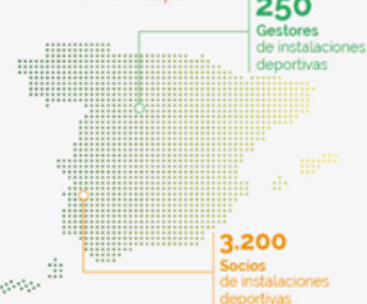 250
Gestores
de instalaciones
deportivas
3.200
Socios
de instalaciones
deportivas